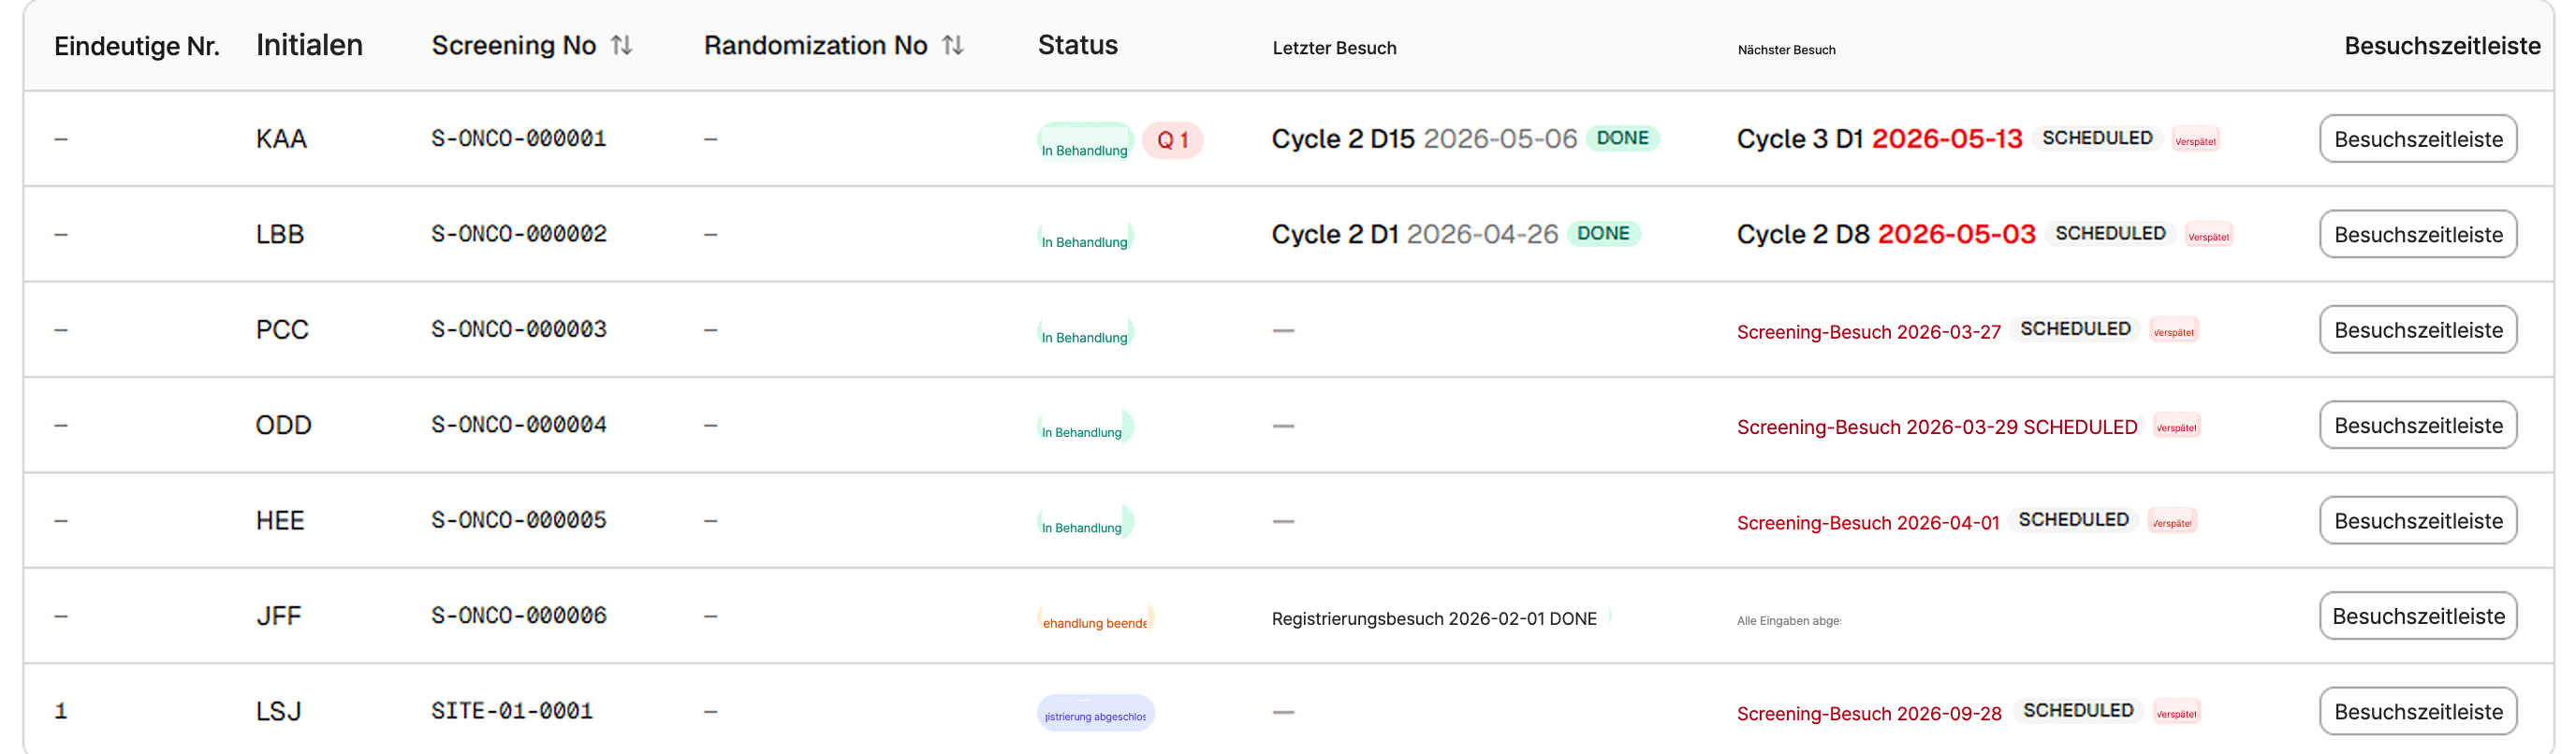 Eindeutige Nr. Initialen Screening No Randomization No Status Letzter Besuch Nächster Besuch Besuchszeitleiste
– KAA S-ONCO-000001 – In Behandlung Q 1 Cycle 2 D15 2026-05-06 DONE Cycle 3 D1 2026-05-13 SCHEDULED Verspätet Besuchszeitleiste
– LBB S-ONCO-000002 – In Behandlung Cycle 2 D1 2026-04-26 DONE Cycle 2 D8 2026-05-03 SCHEDULED Verspätet Besuchszeitleiste
– PCC S-ONCO-000003 – In Behandlung — Screening-Besuch 2026-03-27 SCHEDULED Verspätet Besuchszeitleiste
– ODD S-ONCO-000004 – In Behandlung — Screening-Besuch 2026-03-29 SCHEDULED Verspätet Besuchszeitleiste
– HEE S-ONCO-000005 – In Behandlung — Screening-Besuch 2026-04-01 SCHEDULED Verspätet Besuchszeitleiste
– JFF S-ONCO-000006 – ehandlung beende Registrierungsbesuch 2026-02-01 DONE Alle Eingaben abge: Besuchszeitleiste
1 LSJ SITE-01-0001 – gistrierung abgeschlos — Screening-Besuch 2026-09-28 SCHEDULED Verspätet Besuchszeitleiste